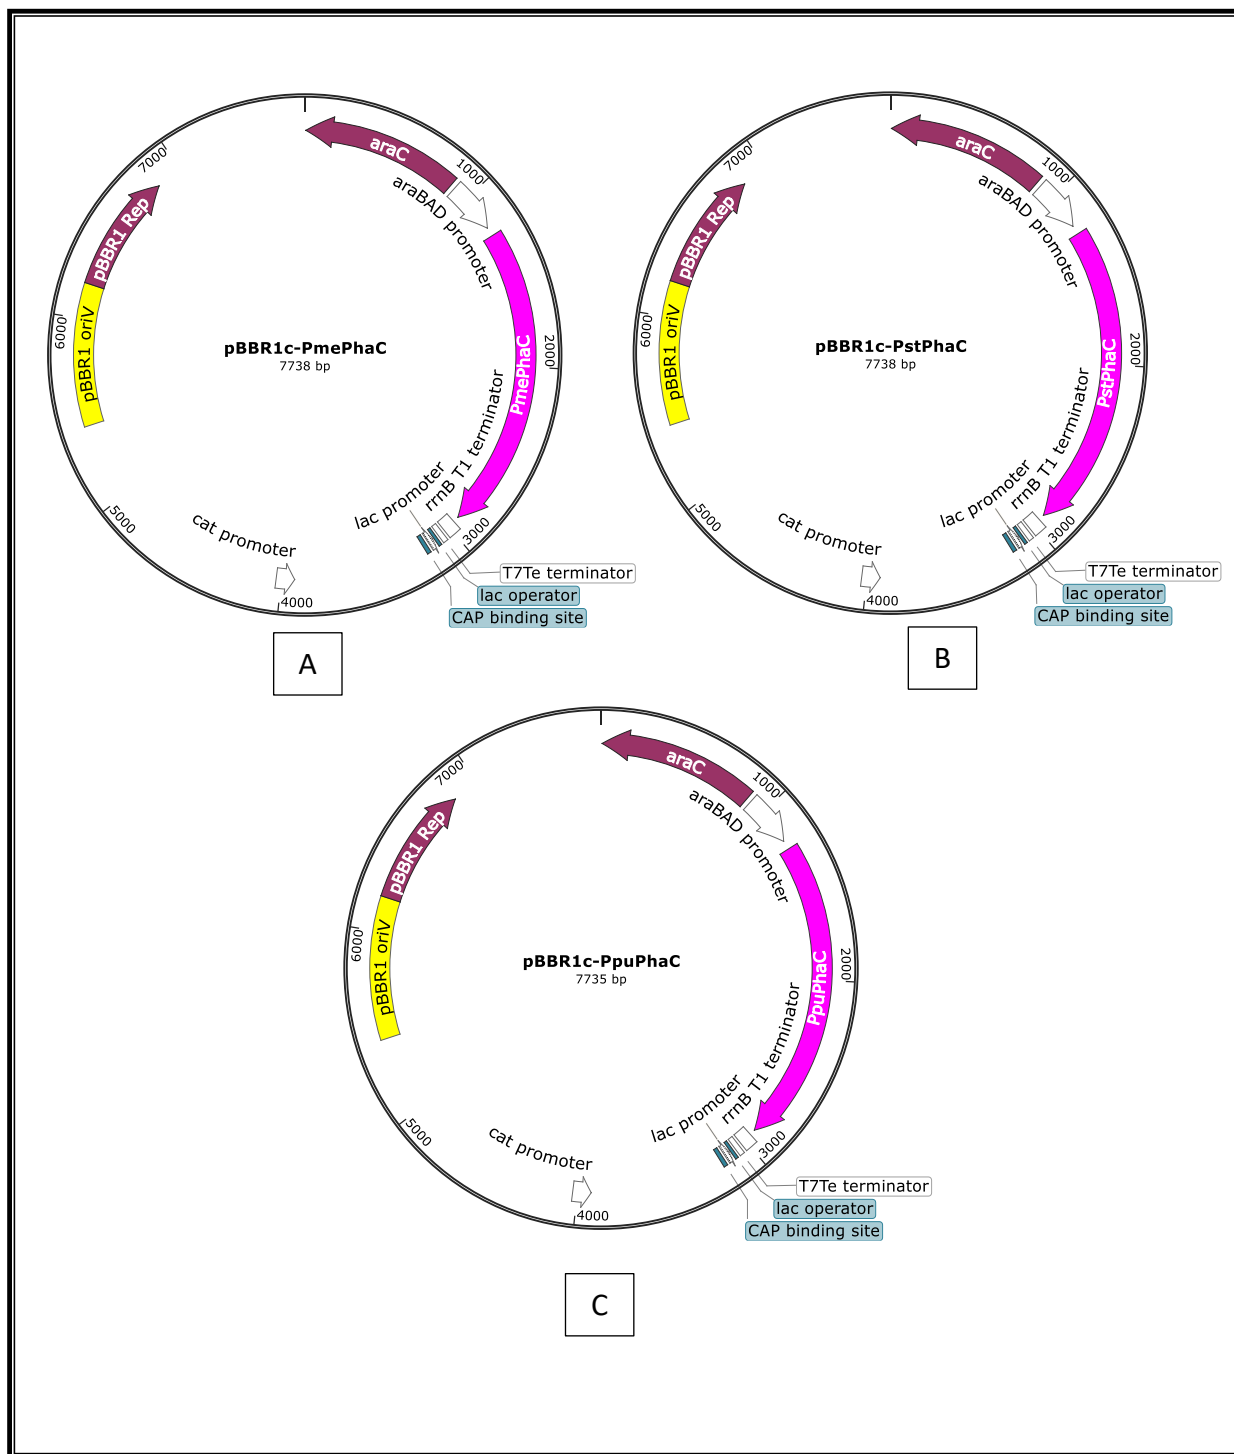 araC
1000
araBAD promoter
PmePhaC
2000
rrnB T1 terminator
lac promoter
3000
T7Te terminator
lac operator
CAP binding site
4000
cat promoter
5000
pBBR1 oriV
6000
pBBR1 Rep
7000
pBBR1c-PmePhaC
7738 bp
A
araC
1000
araBAD promoter
PstPhaC
2000
rrnB T1 terminator
lac promoter
3000
T7Te terminator
lac operator
CAP binding site
4000
cat promoter
5000
pBBR1 oriV
6000
pBBR1 Rep
7000
pBBR1c-PstPhaC
7738 bp
B
araC
1000
araBAD promoter
PpuPhaC
2000
rrnB T1 terminator
lac promoter
3000
T7Te terminator
lac operator
CAP binding site
4000
cat promoter
5000
pBBR1 oriV
6000
pBBR1 Rep
7000
pBBR1c-PpuPhaC
7735 bp
C